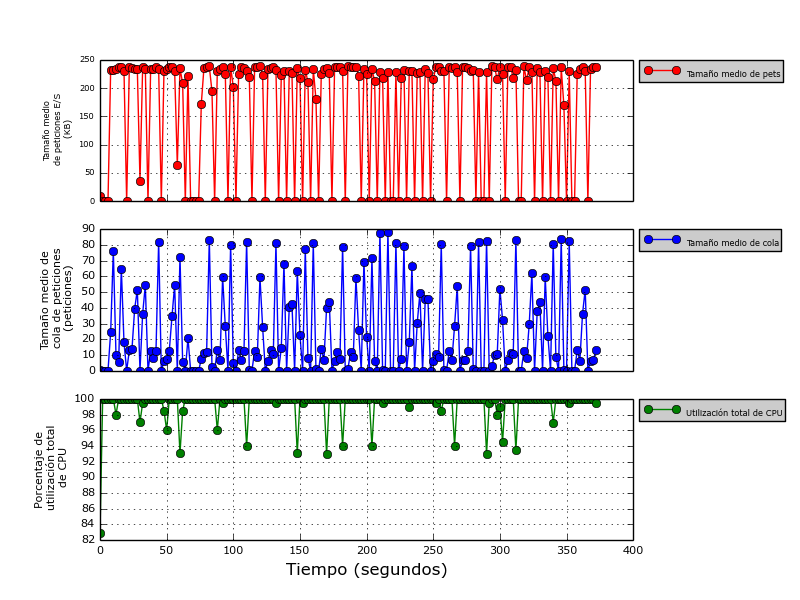 250
200
150
100
50
0
Tamaño medio
de peticiones E/S
(KB)
Tamaño medio de pets
90
80
70
60
50
40
30
20
10
0
Tamaño medio de
cola de peticiones
(peticiones)
Tamaño medio de cola
100
98
96
94
92
90
88
86
84
82
Porcentaje de
utilización total
de CPU
Utilización total de CPU
0 50 100 150 200 250 300 350 400
Tiempo (segundos)